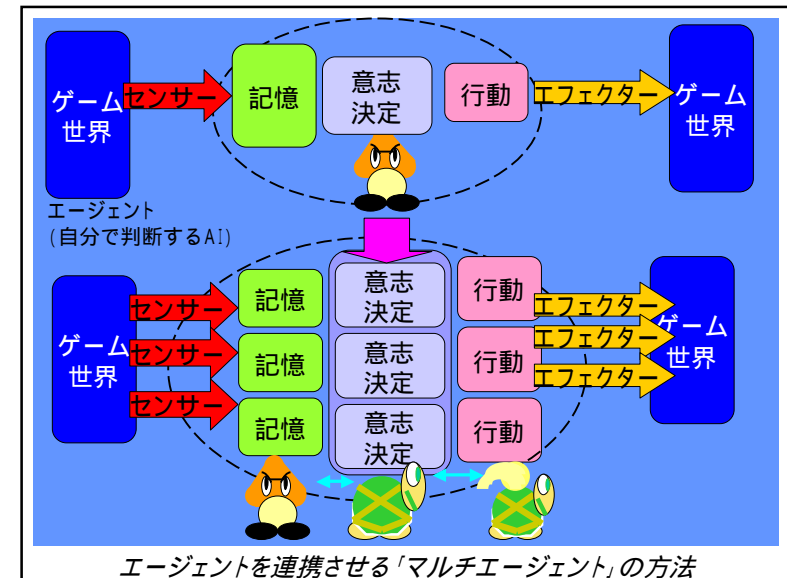 ゲーム
世界
センサー
記憶
意志
決定
行動
エフェクター
ゲーム
世界
エージェント
(自分で判断するAI)
ゲーム
世界
センサー
記憶
意志
決定
行動
エフェクター
センサー
記憶
意志
決定
行動
エフェクター
センサー
記憶
意志
決定
行動
エフェクター
ゲーム
世界
エージェントを連携させる「マルチエージェント」の方法